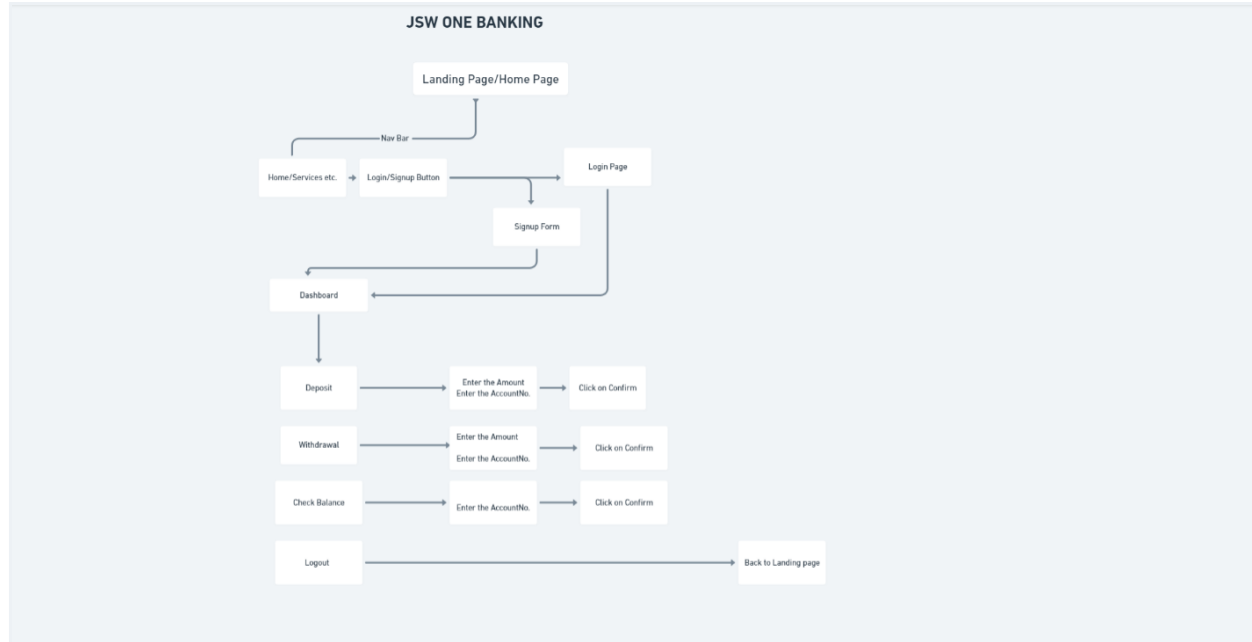 JSW ONE BANKING
Landing Page/Home Page
Nav Bar
Home/Services etc.
Login/Signup Button
Login Page
Signup Form
Dashboard
Deposit
Enter the Amount
Enter the AccountNo.
Click on Confirm
Withdrawal
Enter the Amount
Enter the AccountNo.
Click on Confirm
Check Balance
Enter the AccountNo.
Click on Confirm
Logout
Back to Landing page